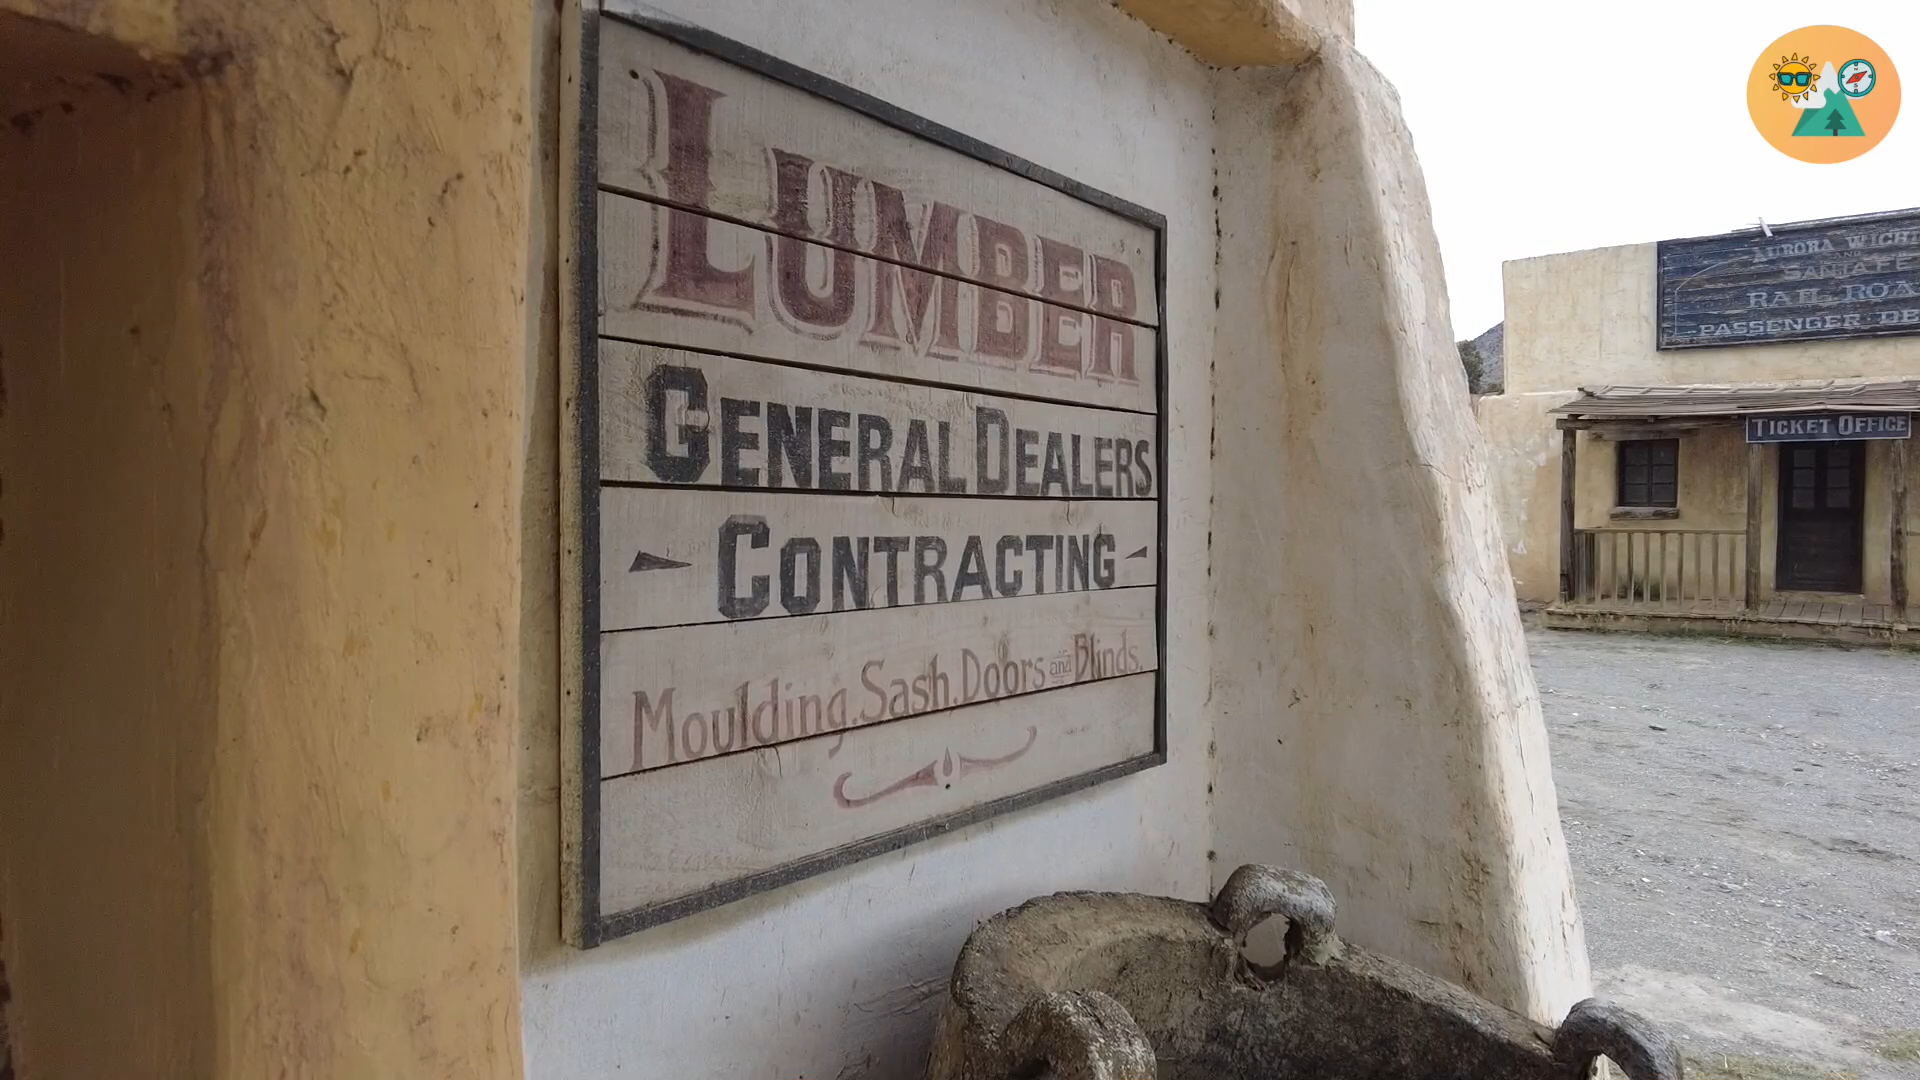 LUMBER
GENERAL DEALERS
CONTRACTING
Moulding, Sash, Doors and Blinds.
AURORA WICHI
AND
SANTA FE
RAIL ROA
PASSENGER DE
TICKET OFFICE